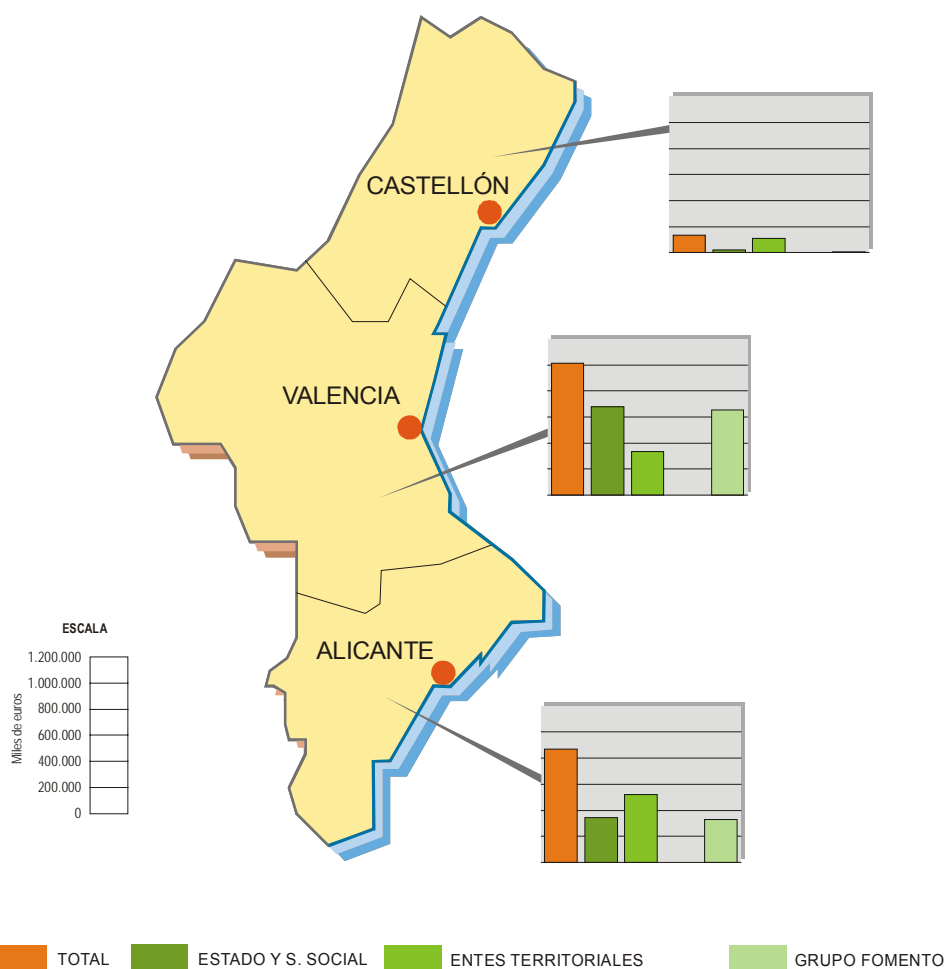 CASTELLÓN
VALENCIA
ALICANTE
ESCALA
Miles de euros
1.200.000
1.000.000
800.000
600.000
400.000
200.000
0
TOTAL
ESTADO Y S. SOCIAL
ENTES TERRITORIALES
GRUPO FOMENTO